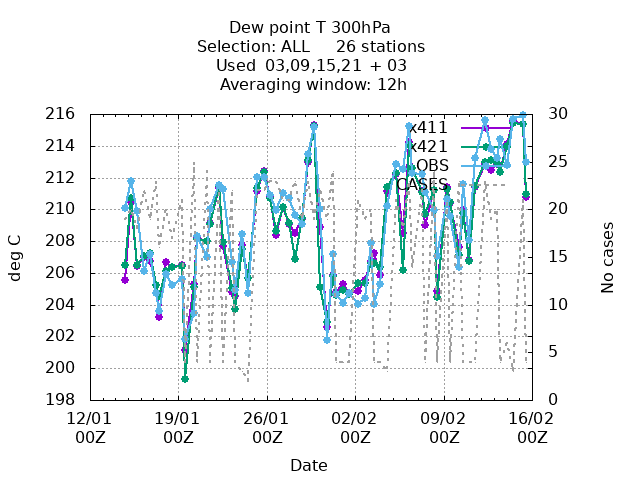 Dew point T 300hPa
Selection: ALL 26 stations
Used 03,09,15,21 + 03
Averaging window: 12h
216
214
212
210
208
206
204
202
200
198
30
25
20
15
10
5
0
x411
x421
OBS
CASES
deg C
No cases
12/01 19/01 26/01 02/02 09/02 16/02
00Z 00Z 00Z 00Z 00Z 00Z
Date